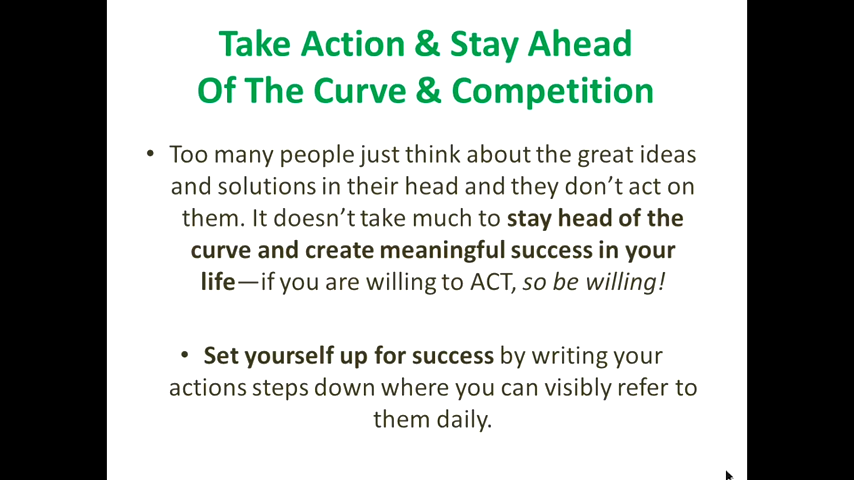 Take Action & Stay Ahead
Of The Curve & Competition
• Too many people just think about the great ideas
and solutions in their head and they don’t act on
them. It doesn’t take much to stay head of the
curve and create meaningful success in your
life—if you are willing to ACT, so be willing!
• Set yourself up for success by writing your
actions steps down where you can visibly refer to
them daily.